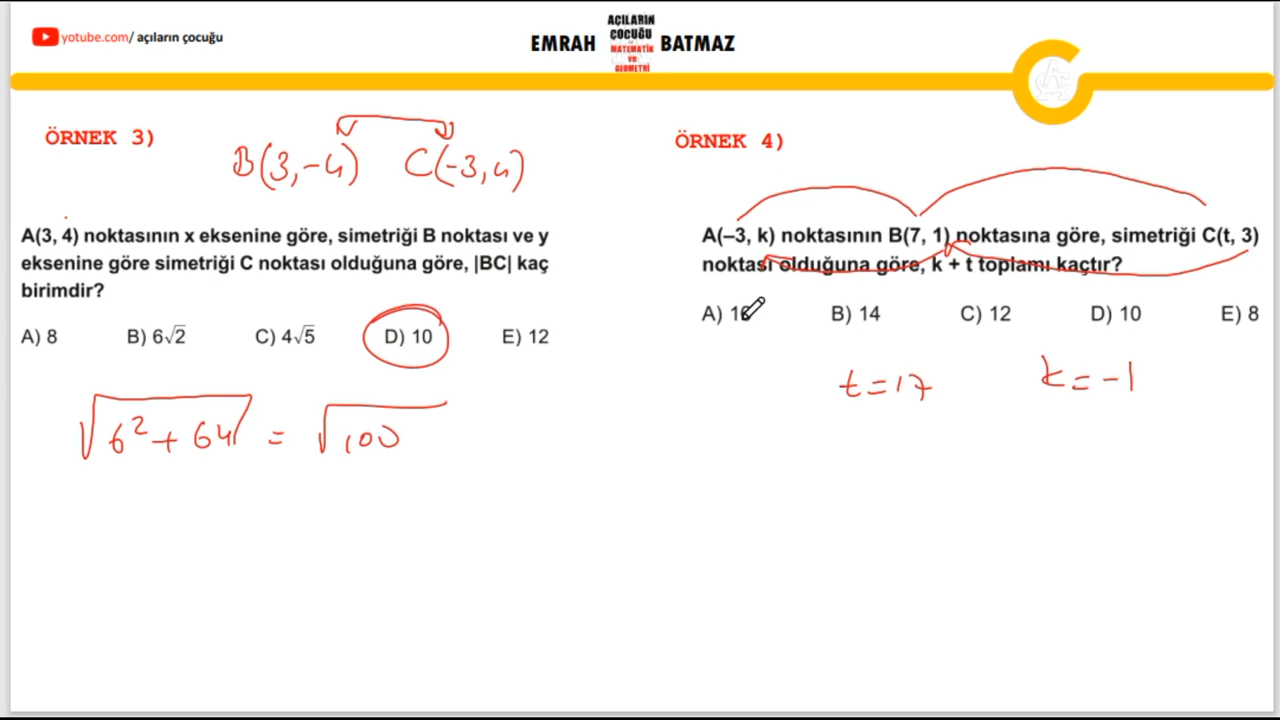 yotube.com/ açıların çocuğu
EMRAH
AÇILARIN
ÇOCUĞU
MATEMATİK
ve
GEOMETRİ
BATMAZ
ÖRNEK 3)
B(3,-4) C(-3,4)
A(3, 4) noktasının x eksenine göre, simetriği B noktası ve y
eksenine göre simetriği C noktası olduğuna göre, |BC| kaç
birimdir?
A) 8 B) 6√2 C) 4√5 D) 10 E) 12
√6²+64 = √100
ÖRNEK 4)
A(–3, k) noktasının B(7, 1) noktasına göre, simetriği C(t, 3)
noktası olduğuna göre, k + t toplamı kaçtır?
A) 16 B) 14 C) 12 D) 10 E) 8
t=17 k=-1